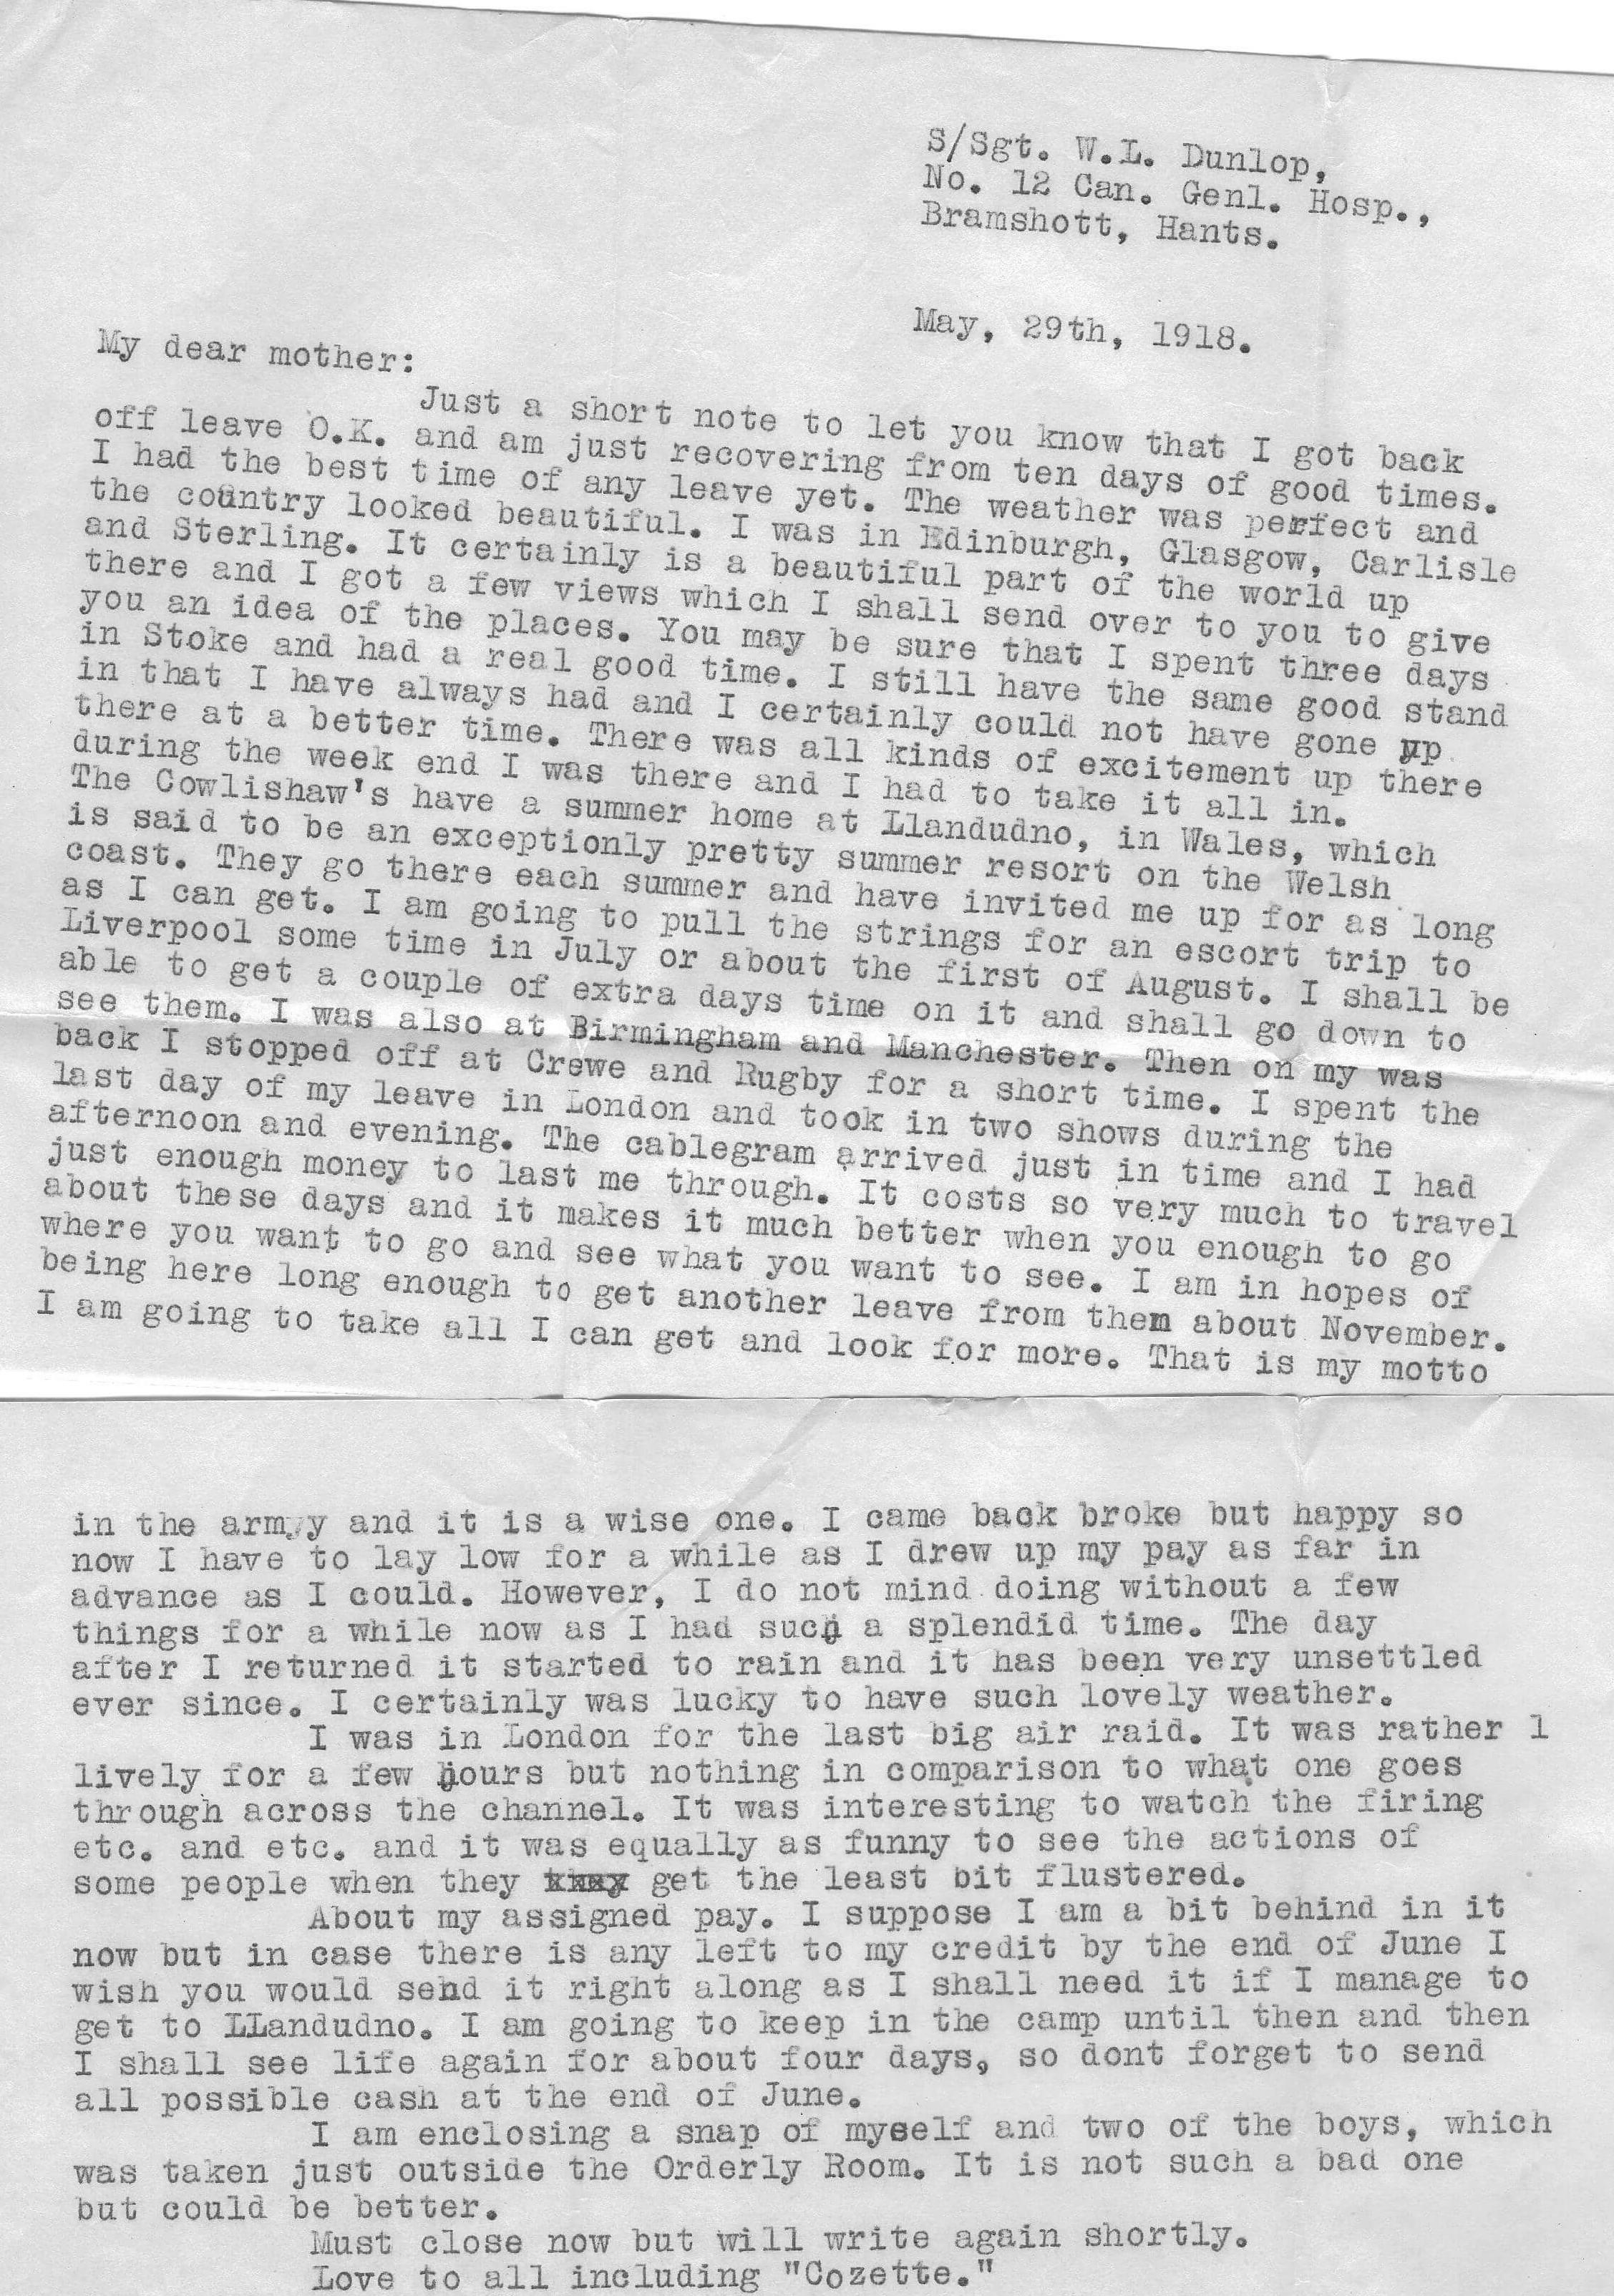 S/Sgt. W.L. Dunlop,
No. 12 Can. Genl. Hosp.,
Bramshott, Hants.
May, 29th, 1918.
My dear mother:
Just a short note to let you know that I got back
off leave O.K. and am just recovering from ten days of good times.
I had the best time of any leave yet. The weather was perfect and
the country looked beautiful. I was in Edinburgh, Glasgow, Carlisle
and Sterling. It certainly is a beautiful part of the world up
there and I got a few views which I shall send over to you to give
you an idea of the places. You may be sure that I spent three days
in Stoke and had a real good time. I still have the same good stand
in that I have always had and I certainly could not have gone up
there at a better time. There was all kinds of excitement up there
during the week end I was there and I had to take it all in.
The Cowlishaw's have a summer home at Llandudno, in Wales, which
is said to be an exceptionly pretty summer resort on the Welsh
coast. They go there each summer and have invited me up for as long
as I can get. I am going to pull the strings for an escort trip to
Liverpool some time in July or about the first of August. I shall be
able to get a couple of extra days time on it and shall go down to
see them. I was also at Birmingham and Manchester. Then on my was
back I stopped off at Crewe and Rugby for a short time. I spent the
last day of my leave in London and took in two shows during the
afternoon and evening. The cablegram arrived just in time and I had
just enough money to last me through. It costs so very much to travel
about these days and it makes it much better when you enough to go
where you want to go and see what you want to see. I am in hopes of
being here long enough to get another leave from them about November.
I am going to take all I can get and look for more. That is my motto
in the army and it is a wise one. I came back broke but happy so
now I have to lay low for a while as I drew up my pay as far in
advance as I could. However, I do not mind doing without a few
things for a while now as I had such a splendid time. The day
after I returned it started to rain and it has been very unsettled
ever since. I certainly was lucky to have such lovely weather.
I was in London for the last big air raid. It was rather l
lively for a few hours but nothing in comparison to what one goes
through across the channel. It was interesting to watch the firing
etc. and etc. and it was equally as funny to see the actions of
some people when they get the least bit flustered.
About my assigned pay. I suppose I am a bit behind in it
now but in case there is any left to my credit by the end of June I
wish you would send it right along as I shall need it if I manage to
get to LLandudno. I am going to keep in the camp until then and then
I shall see life again for about four days, so dont forget to send
all possible cash at the end of June.
I am enclosing a snap of myself and two of the boys, which
was taken just outside the Orderly Room. It is not such a bad one
but could be better.
Must close now but will write again shortly.
Love to all including "Cozette."